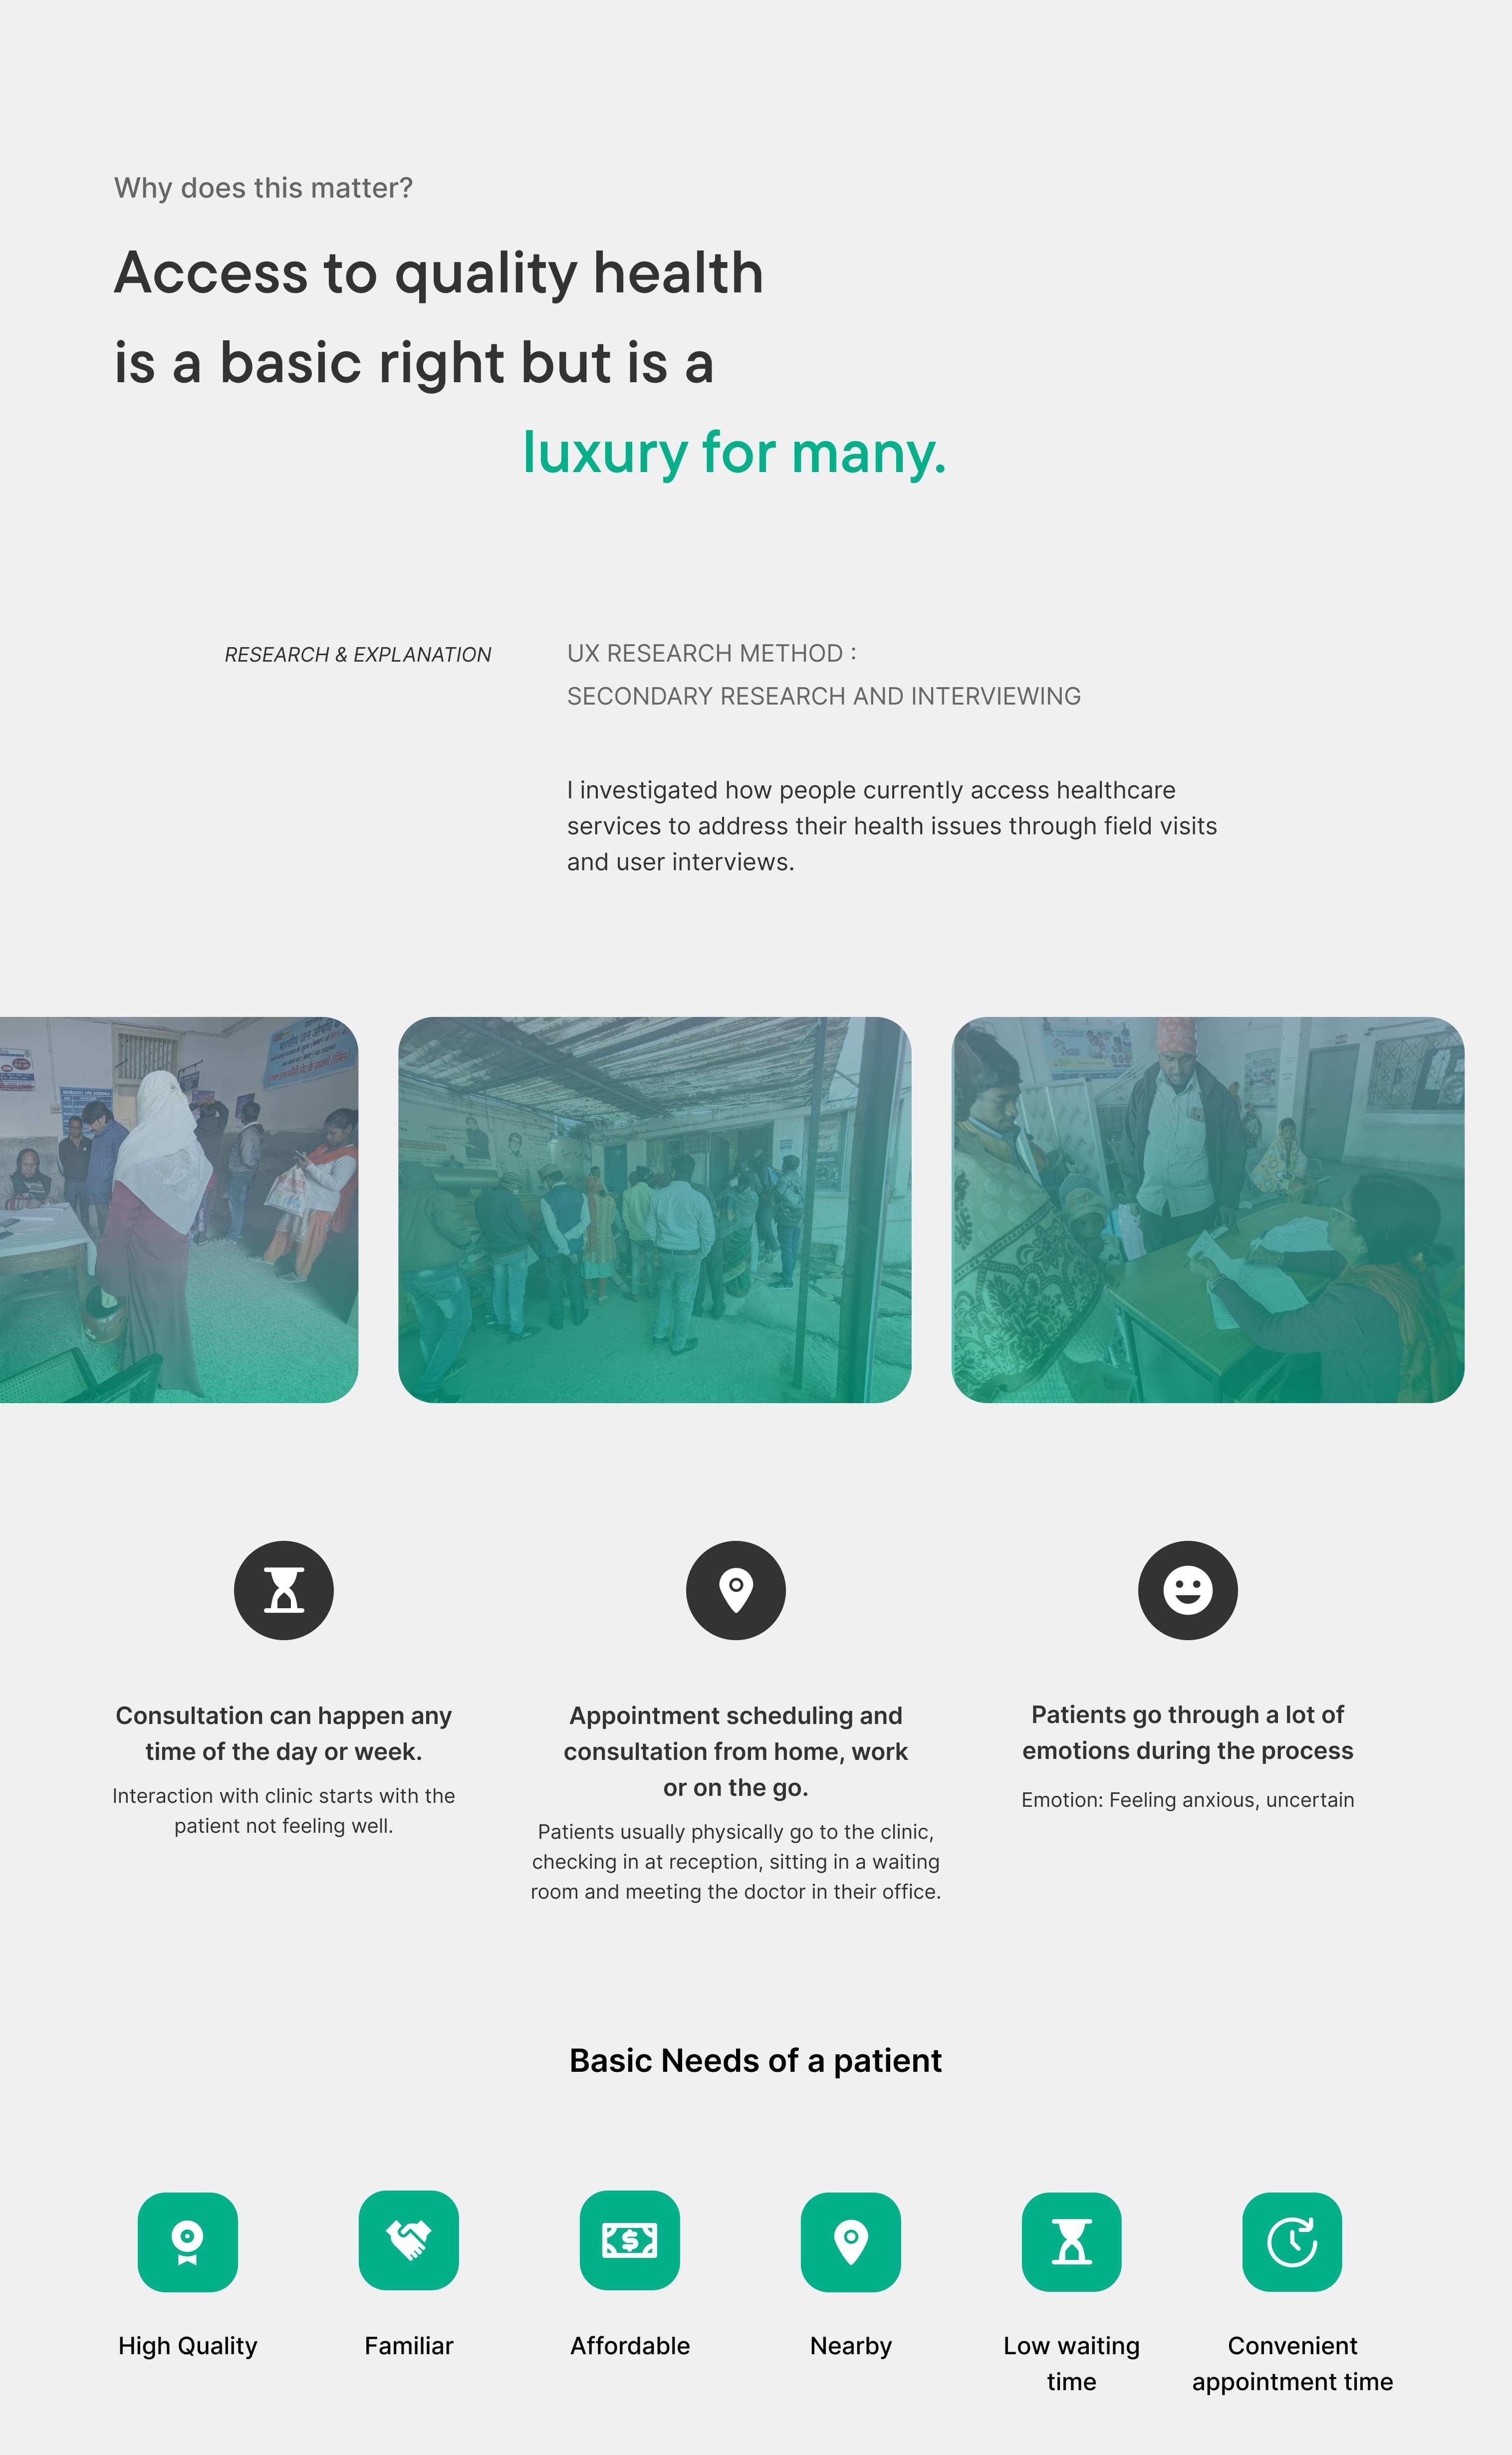 Why does this matter?
Access to quality health
is a basic right but is a
luxury for many.
RESEARCH & EXPLANATION
UX RESEARCH METHOD :
SECONDARY RESEARCH AND INTERVIEWING
I investigated how people currently access healthcare
services to address their health issues through field visits
and user interviews.
Consultation can happen any
time of the day or week.
Interaction with clinic starts with the
patient not feeling well.
Appointment scheduling and
consultation from home, work
or on the go.
Patients usually physically go to the clinic,
checking in at reception, sitting in a waiting
room and meeting the doctor in their office.
Patients go through a lot of
emotions during the process
Emotion: Feeling anxious, uncertain
Basic Needs of a patient
High Quality
Familiar
Affordable
Nearby
Low waiting
time
Convenient
appointment time